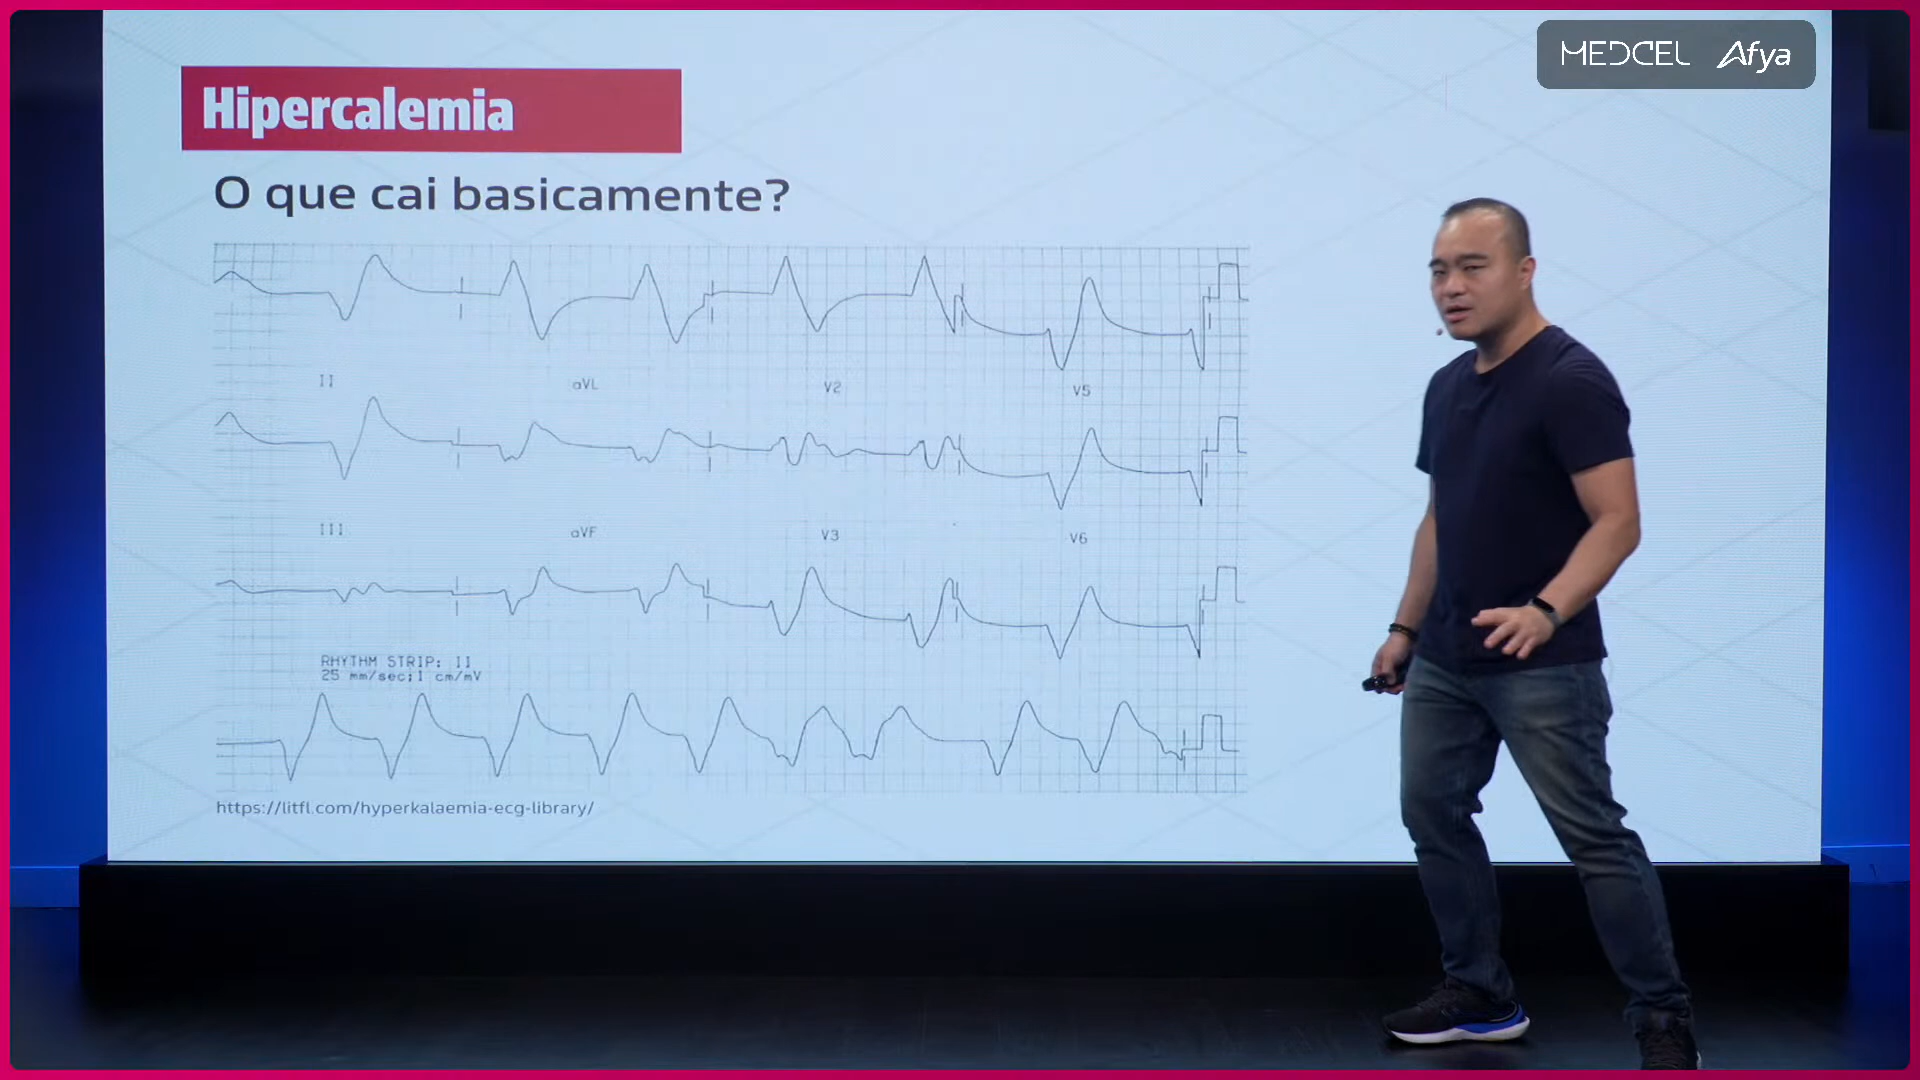 MEDCEL Afya
Hipercalemia
O que cai basicamente?
II aVL V2 V5
III aVF V3 V6
RHYTHM STRIP: II
25 mm/sec;1 cm/mV
https://litfl.com/hyperkalaemia-ecg-library/